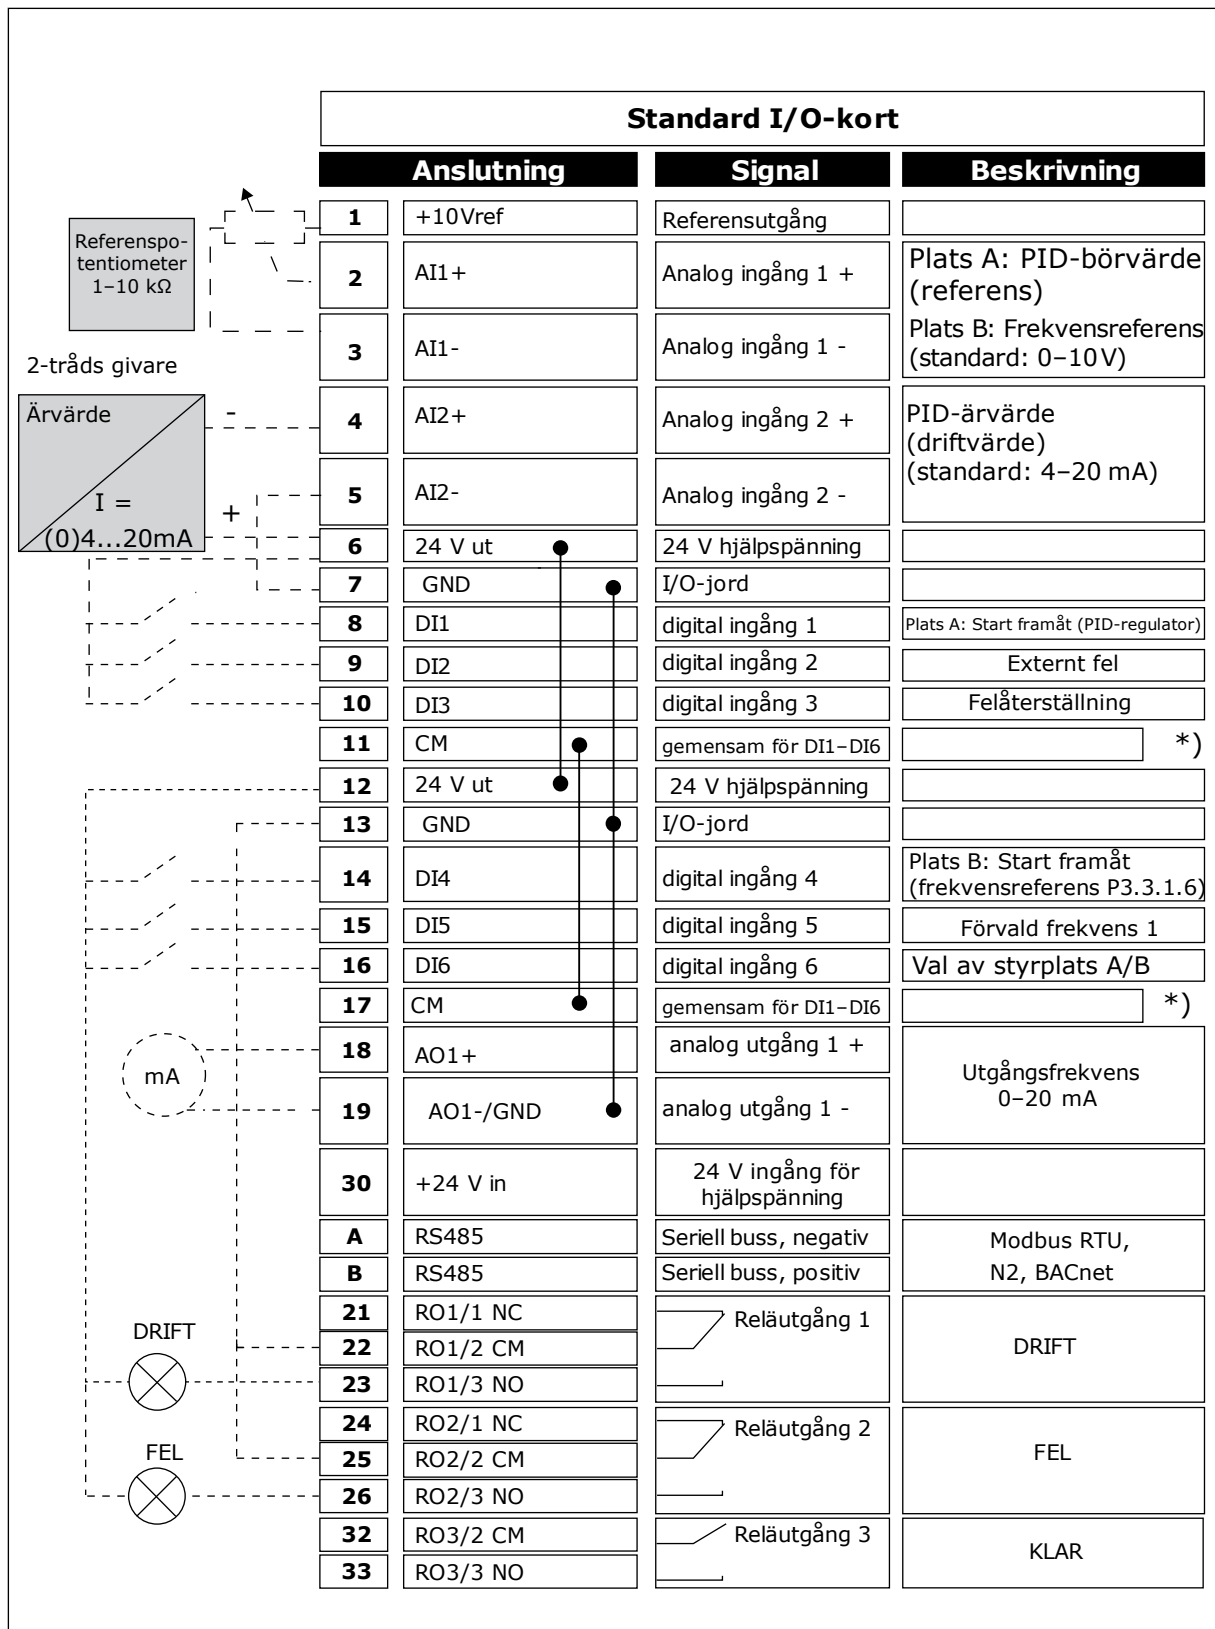 Standard I/O-kort
Anslutning Signal Beskrivning
Referenspo-
tentiometer
1–10 kΩ
1 +10Vref Referensutgång
2 AI1+ Analog ingång 1 +
Plats A: PID-börvärde
(referens)
3 AI1- Analog ingång 1 -
Plats B: Frekvensreferens
(standard: 0–10V)
2-tråds givare
Ärvärde
I =
(0)4...20mA
-
+
4 AI2+ Analog ingång 2 +
PID-ärvärde
(driftvärde)
(standard: 4–20 mA)
5 AI2- Analog ingång 2 -
6 24 V ut 24 V hjälpspänning
7 GND I/O-jord
8 DI1 digital ingång 1 Plats A: Start framåt (PID-regulator)
9 DI2 digital ingång 2 Externt fel
10 DI3 digital ingång 3 Felåterställning
11 CM gemensam för DI1–DI6 *)
12 24 V ut 24 V hjälpspänning
13 GND I/O-jord
14 DI4 digital ingång 4
Plats B: Start framåt
(frekvensreferens P3.3.1.6)
15 DI5 digital ingång 5 Förvald frekvens 1
16 DI6 digital ingång 6 Val av styrplats A/B
17 CM gemensam för DI1–DI6 *)
mA
18 AO1+ analog utgång 1 +
Utgångsfrekvens
0–20 mA
19 AO1-/GND analog utgång 1 -
30 +24 V in
24 V ingång för
hjälpspänning
A RS485 Seriell buss, negativ
Modbus RTU,
B RS485 Seriell buss, positiv
N2, BACnet
21 RO1/1 NC Reläutgång 1
DRIFT
22 RO1/2 CM DRIFT
23 RO1/3 NO
24 RO2/1 NC Reläutgång 2
FEL
25 RO2/2 CM FEL
26 RO2/3 NO
32 RO3/2 CM Reläutgång 3
KLAR
33 RO3/3 NO